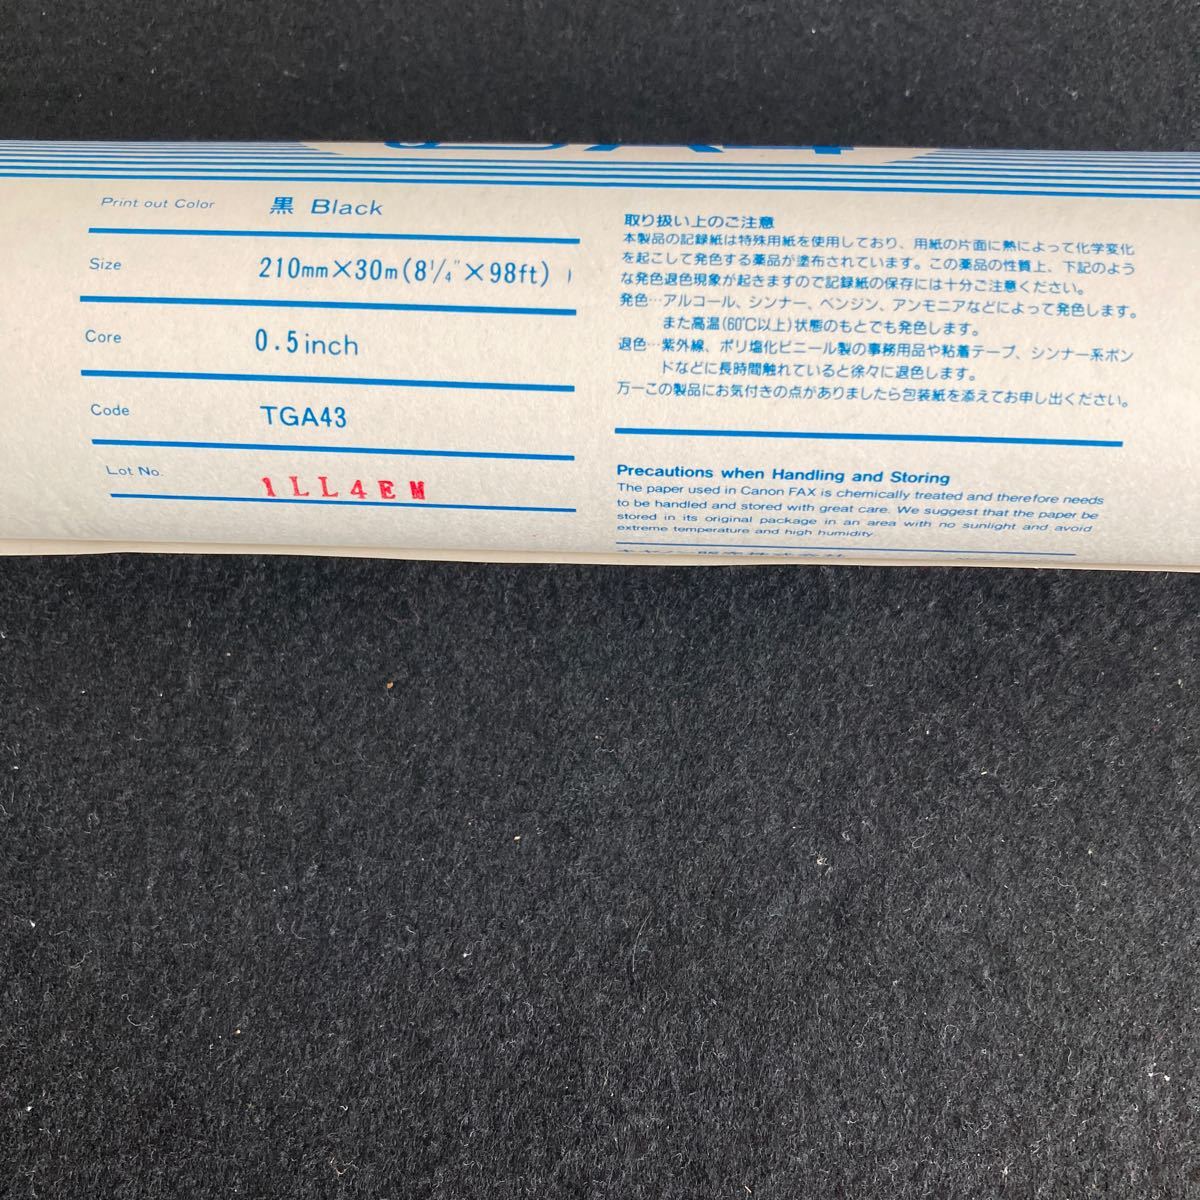 Print out Color 黒 Black
Size 210mm×30m(8¼"×98ft)
Core 0.5inch
Code TGA43
Lot No. 1LL4EM
取り扱い上のご注意
本製品の記録紙は特殊用紙を使用しており、用紙の片面に熱によって化学変化
を起こして発色する薬品が塗布されています。この薬品の性質上、下記のよう
な発色退色現象が起きますので記録紙の保存には十分ご注意ください。
発色…アルコール、シンナー、ベンジン、アンモニアなどによって発色します。
また高温(60℃以上)状態のもとでも発色します。
退色…紫外線、ポリ塩化ビニール製の事務用品や粘着テープ、シンナー系ボン
ドなどに長時間触れていると徐々に退色します。
万一この製品にお気付きの点がありましたら包装紙を添えてお申し出ください。
Precautions when Handling and Storing
The paper used in Canon FAX is chemically treated and therefore needs
to be handled and stored with great care. We suggest that the paper be
stored in its original package in an area with no sunlight and avoid
extreme temperature and high humidity.
キヤノン販売株式会社